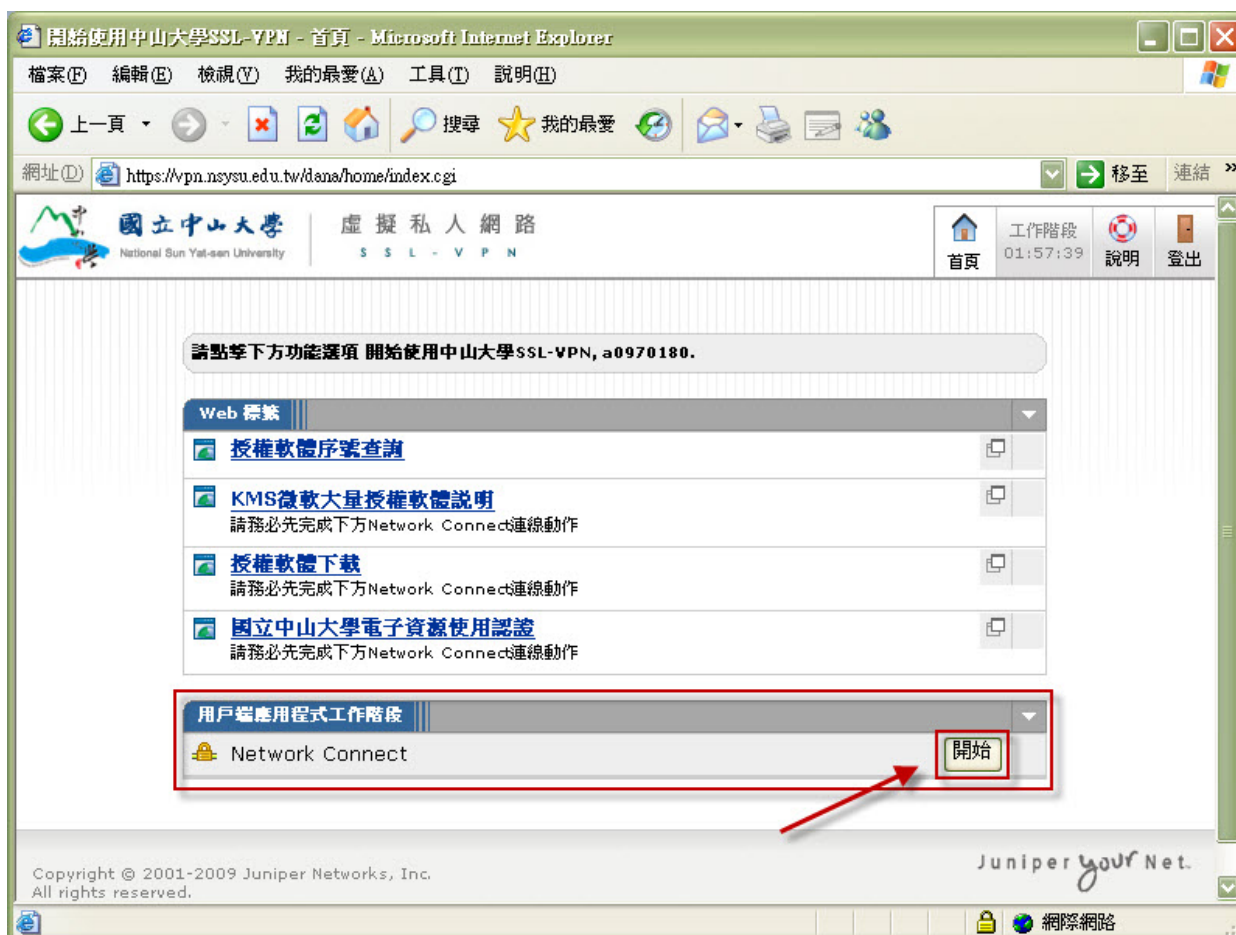 開始使用中山大學SSL-VPN - 首頁 - Microsoft Internet Explorer
檔案(F) 編輯(E) 檢視(V) 我的最愛(A) 工具(T) 說明(H)
上一頁 搜尋 我的最愛
網址(D) https://vpn.nsysu.edu.tw/dana/home/index.cgi 移至 連結 »
國立中山大學 虛擬私人網路
National Sun Yat-sen University SSL-VPN
首頁 工作階段 01:57:39 說明 登出
請點擊下方功能選項 開始使用中山大學SSL-VPN, a0970180.
Web 標籤
授權軟體序號查詢
KMS微軟大量授權軟體說明
請務必先完成下方Network Connect連線動作
授權軟體下載
請務必先完成下方Network Connect連線動作
國立中山大學電子資源使用認證
請務必先完成下方Network Connect連線動作
用戶端應用程式工作階段
Network Connect 開始
Juniper your Net.
Copyright © 2001-2009 Juniper Networks, Inc.
All rights reserved.
網際網路